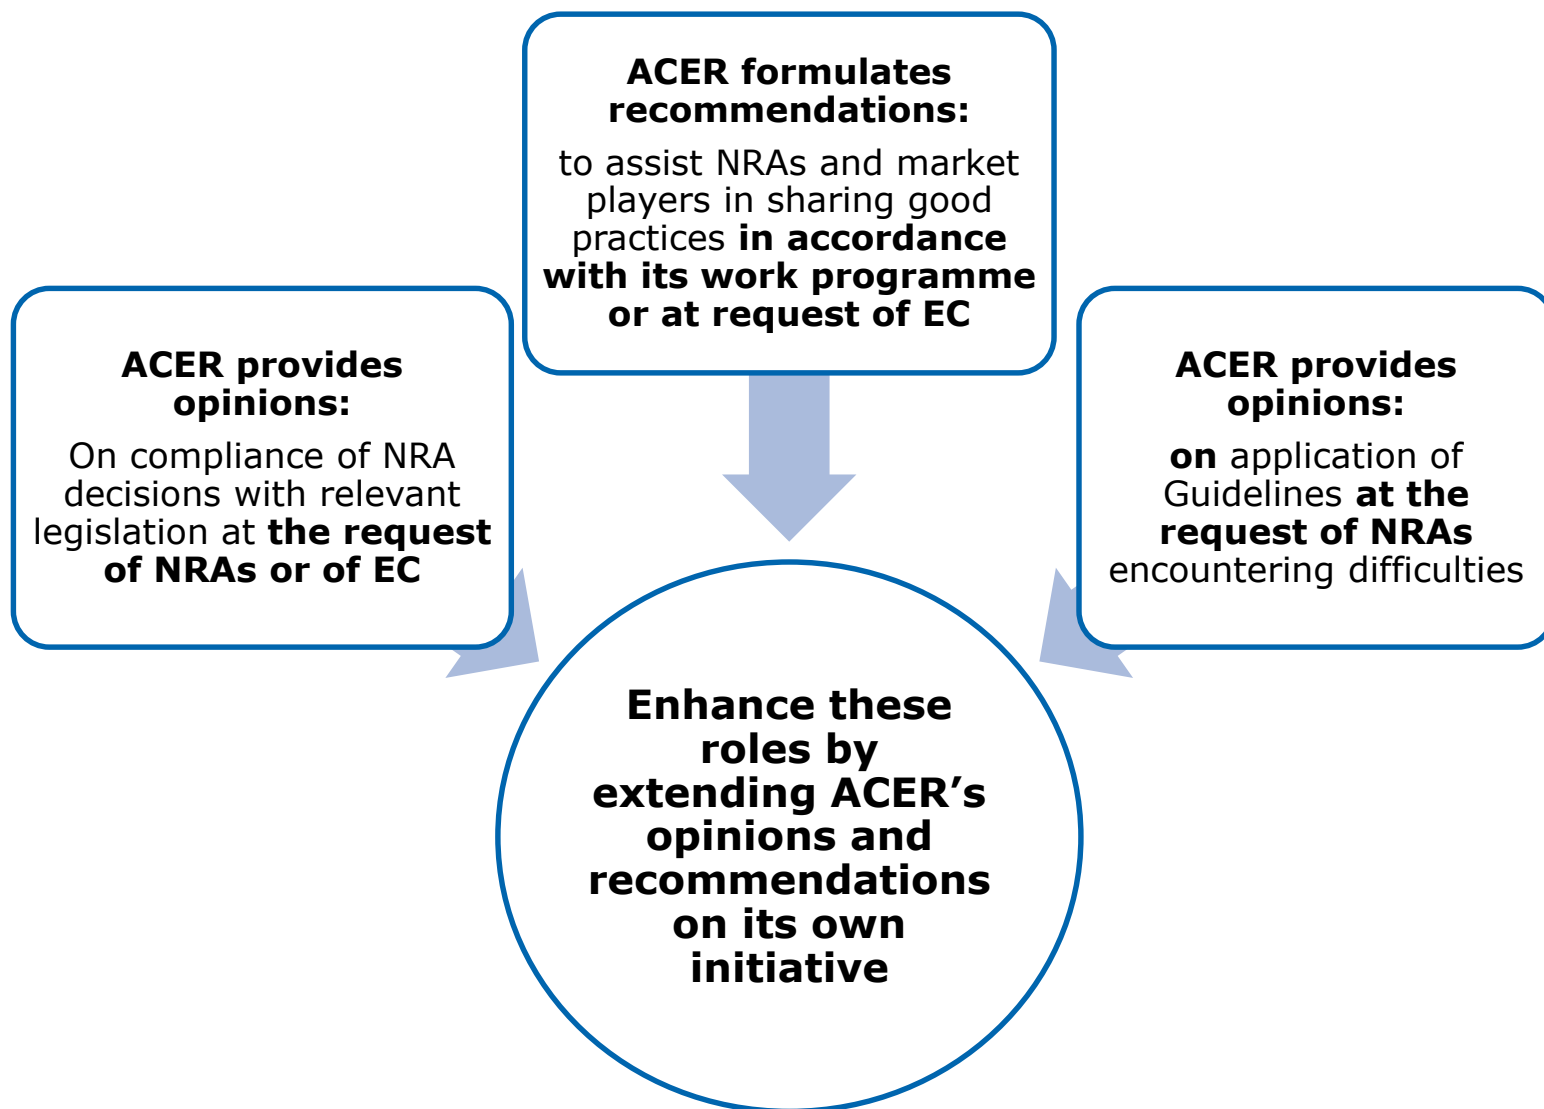 ACER formulates
recommendations:
to assist NRAs and market
players in sharing good
practices in accordance
with its work programme
or at request of EC
ACER provides
opinions:
On compliance of NRA
decisions with relevant
legislation at the request
of NRAs or of EC
ACER provides
opinions:
on application of
Guidelines at the
request of NRAs
encountering difficulties
Enhance these
roles by
extending ACER’s
opinions and
recommendations
on its own
initiative